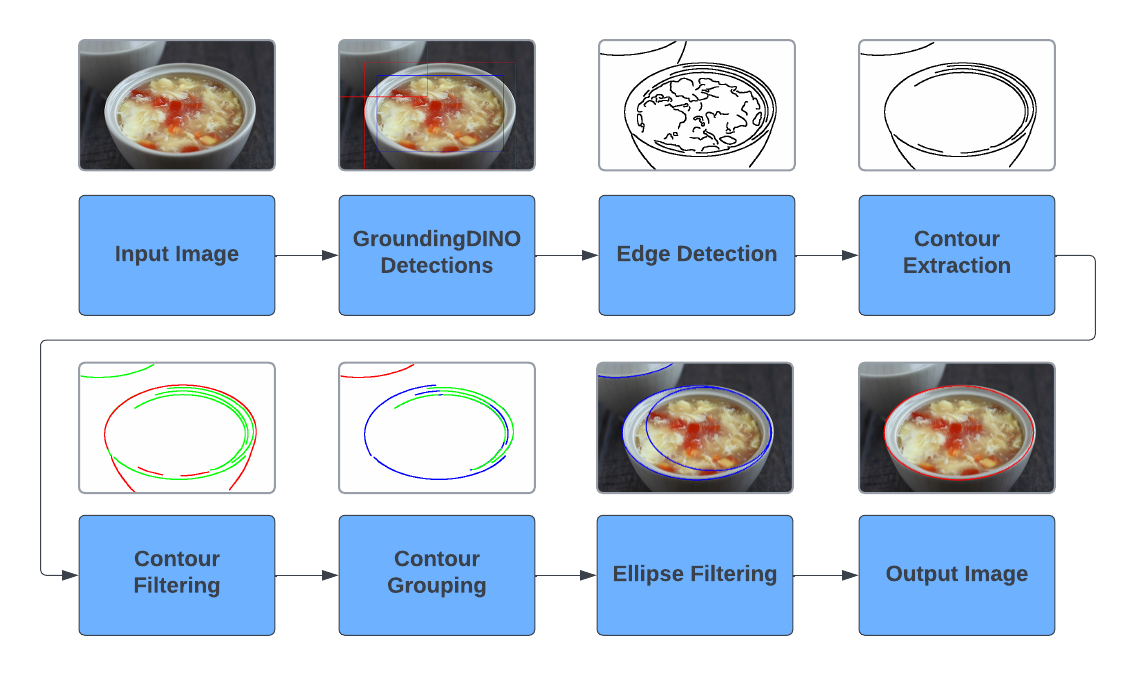 Input Image
GroundingDINO
Detections
Edge Detection
Contour
Extraction
Contour
Filtering
Contour
Grouping
Ellipse Filtering
Output Image